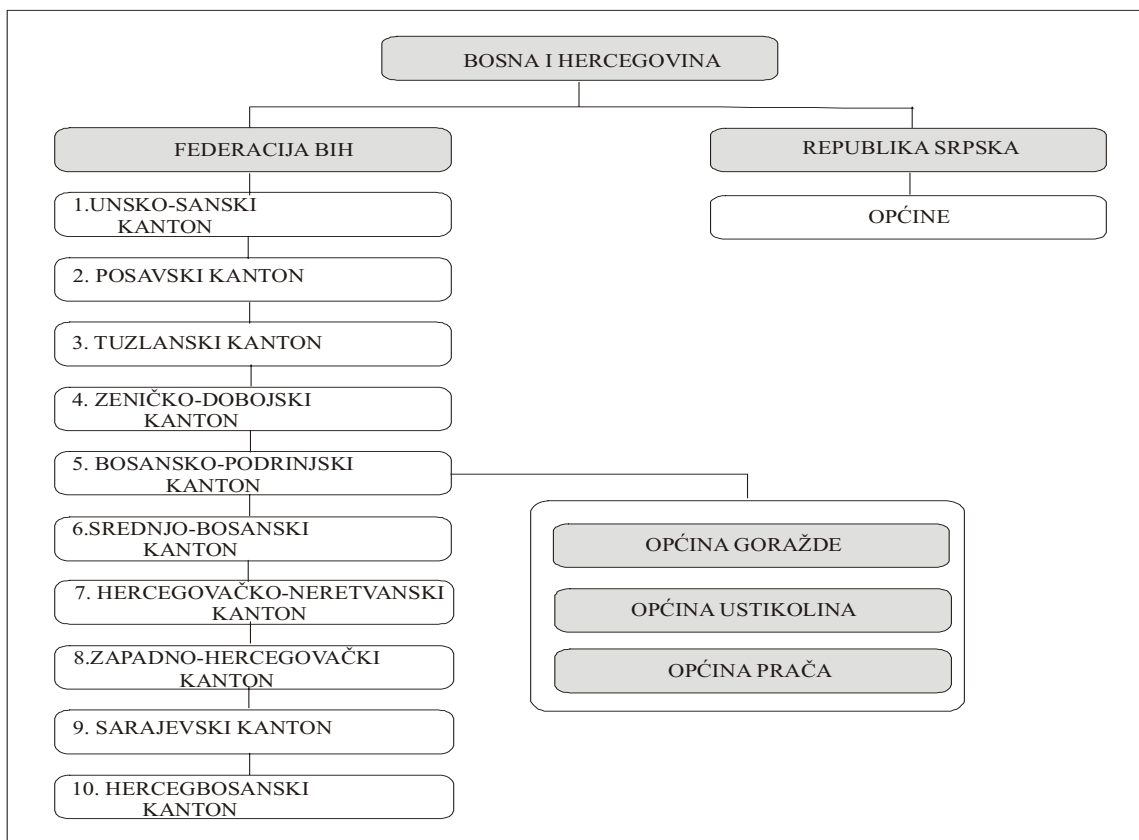 BOSNA I HERCEGOVINA
FEDERACIJA BIH
REPUBLIKA SRPSKA
1.UNSKO-SANSKI
KANTON
OPĆINE
2. POSAVSKI KANTON
3. TUZLANSKI KANTON
4. ZENIČKO-DOBOJSKI
KANTON
5. BOSANSKO-PODRINJSKI
KANTON
6.SREDNJO-BOSANSKI
KANTON
7. HERCEGOVAČKO-NERETVANSKI
KANTON
8.ZAPADNO-HERCEGOVAČKI
KANTON
9. SARAJEVSKI KANTON
10. HERCEGBOSANSKI
KANTON
OPĆINA GORAŽDE
OPĆINA USTIKOLINA
OPĆINA PRAČA